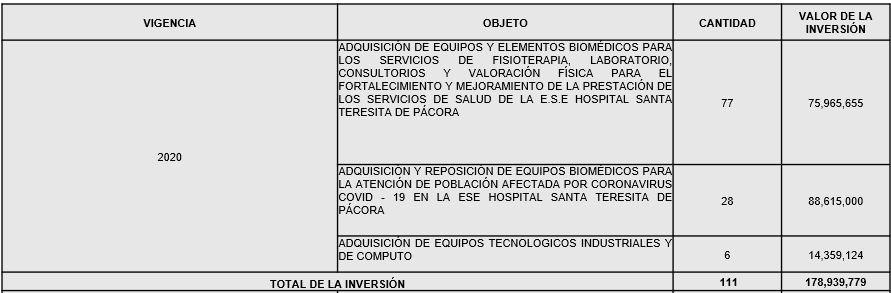 VIGENCIA OBJETO CANTIDAD VALOR DE LA INVERSIÓN
2020
ADQUISICIÓN DE EQUIPOS Y ELEMENTOS BIOMÉDICOS PARA
LOS SERVICIOS DE FISIOTERAPIA, LABORATORIO,
CONSULTORIOS Y VALORACIÓN FÍSICA PARA EL
FORTALECIMIENTO Y MEJORAMIENTO DE LA PRESTACIÓN DE
LOS SERVICIOS DE SALUD DE LA E.S.E HOSPITAL SANTA
TERESITA DE PÁCORA
77 75,965,655
ADQUISICIÓN Y REPOSICIÓN DE EQUIPOS BIOMÉDICOS PARA
LA ATENCIÓN DE POBLACIÓN AFECTADA POR CORONAVIRUS
COVID - 19 EN LA ESE HOSPITAL SANTA TERESITA DE
PÁCORA
28 88,615,000
ADQUISICIÓN DE EQUIPOS TECNOLOGICOS INDUSTRIALES Y
DE COMPUTO
6 14,359,124
TOTAL DE LA INVERSIÓN 111 178,939,779